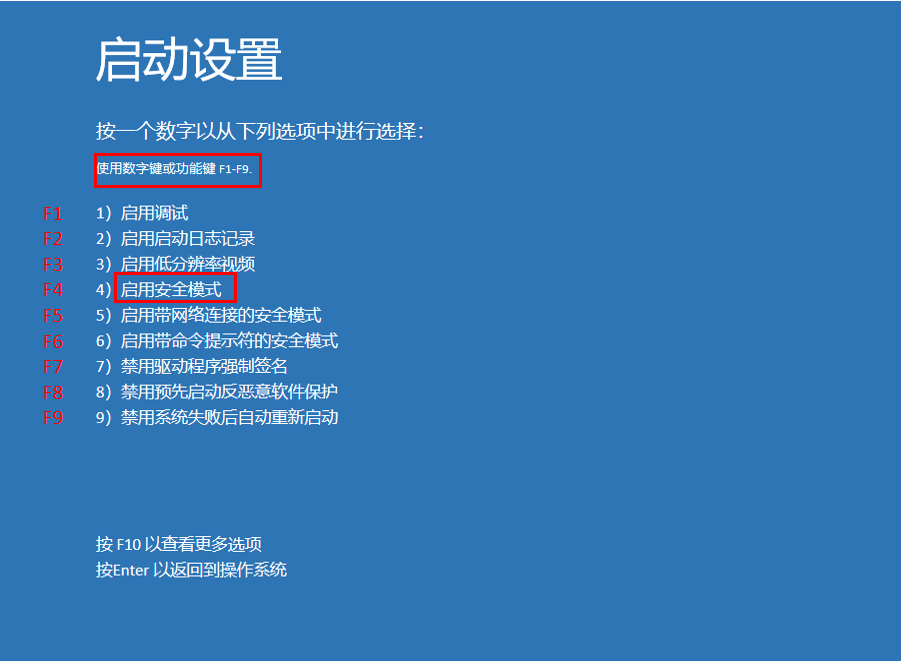 启动设置
按一个数字以从下列选项中进行选择：
使用数字键或功能键 F1-F9.
F1 1）启用调试
F2 2）启用启动日志记录
F3 3）启用低分辨率视频
F4 4）启用安全模式
F5 5）启用带网络连接的安全模式
F6 6）启用带命令提示符的安全模式
F7 7）禁用驱动程序强制签名
F8 8）禁用预先启动反恶意软件保护
F9 9）禁用系统失败后自动重新启动
按 F10 以查看更多选项
按Enter 以返回到操作系统